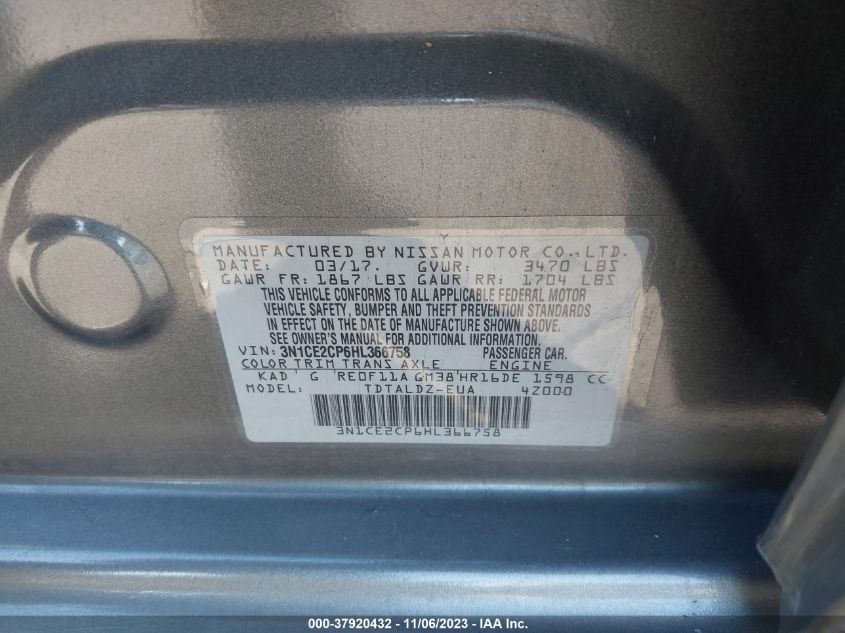 MANUFACTURED BY NISSAN MOTOR CO., LTD.
DATE: 03/17. GVWR: 3470 LBS
GAWR FR: 1867 LBS GAWR RR: 1704 LBS
THIS VEHICLE CONFORMS TO ALL APPLICABLE FEDERAL MOTOR
VEHICLE SAFETY, BUMPER AND THEFT PREVENTION STANDARDS
IN EFFECT ON THE DATE OF MANUFACTURE SHOWN ABOVE.
SEE OWNER'S MANUAL FOR ADDITIONAL INFORMATION.
VIN: 3N1CE2CP6HL366758 PASSENGER CAR.
COLOR TRIM TRANS AXLE ENGINE
KAD G RE0F11A GM38 HR16DE 1598 CC
MODEL: TDTALDZ-EUA 4Z000
3N1CE2CP6HL366758
000-37920432 - 11/06/2023 - IAA Inc.